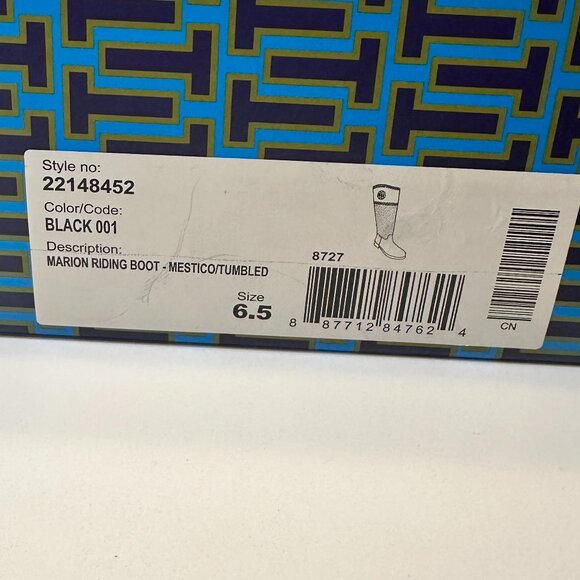 Style no:
22148452
Color/Code:
BLACK 001
Description:
MARION RIDING BOOT - MESTICO/TUMBLED
Size
6.5
8727
8 87712 84762 4
CN